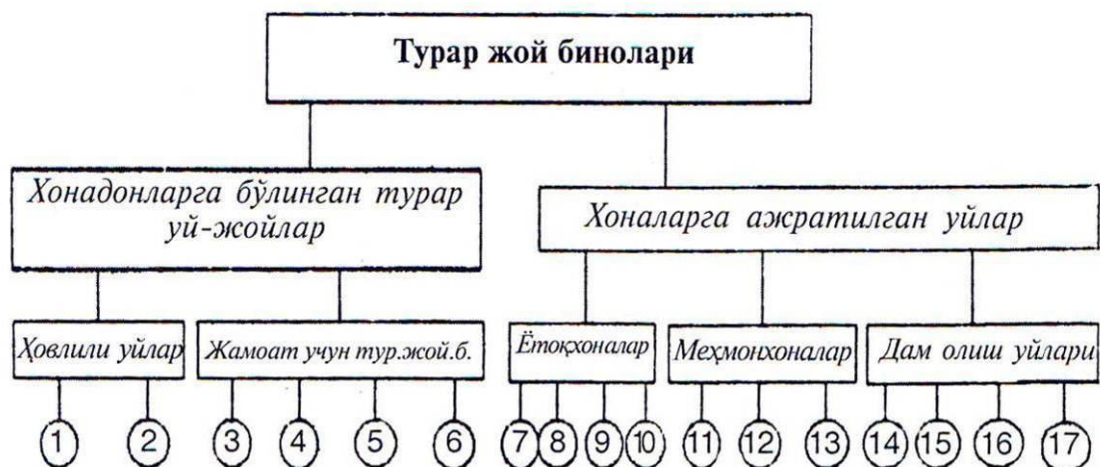 Турар жой бинолари
Хонадонларга бўлинган турар
уй-жойлар
Хоналарга ажратилган уйлар
Ҳовлили уйлар
Жамоат учун тур.жой.б.
Ётоқхоналар
Меҳмонхоналар
Дам олиш уйлари
1 2 3 4 5 6 7 8 9 10 11 12 13 14 15 16 17